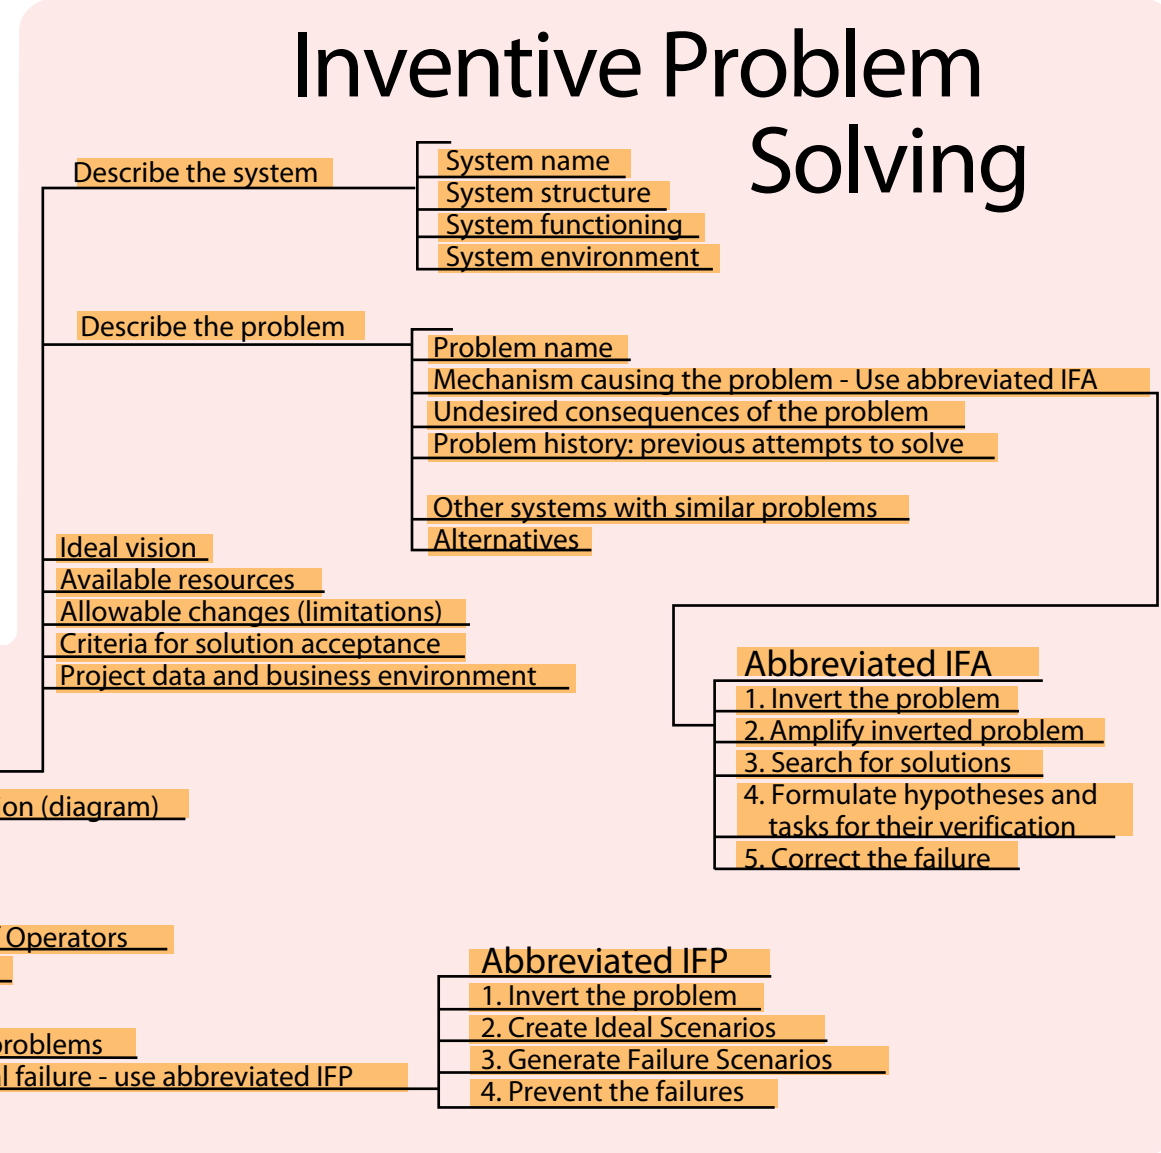 Inventive Problem
Solving
Describe the system
System name
System structure
System functioning
System environment
Describe the problem
Problem name
Mechanism causing the problem - Use abbreviated IFA
Undesired consequences of the problem
Problem history: previous attempts to solve
Other systems with similar problems
Alternatives
Ideal vision
Available resources
Allowable changes (limitations)
Criteria for solution acceptance
Project data and business environment
Abbreviated IFA
1. Invert the problem
2. Amplify inverted problem
3. Search for solutions
4. Formulate hypotheses and
tasks for their verification
5. Correct the failure
(diagram)
Operators
problems
failure - use abbreviated IFP
Abbreviated IFP
1. Invert the problem
2. Create Ideal Scenarios
3. Generate Failure Scenarios
4. Prevent the failures